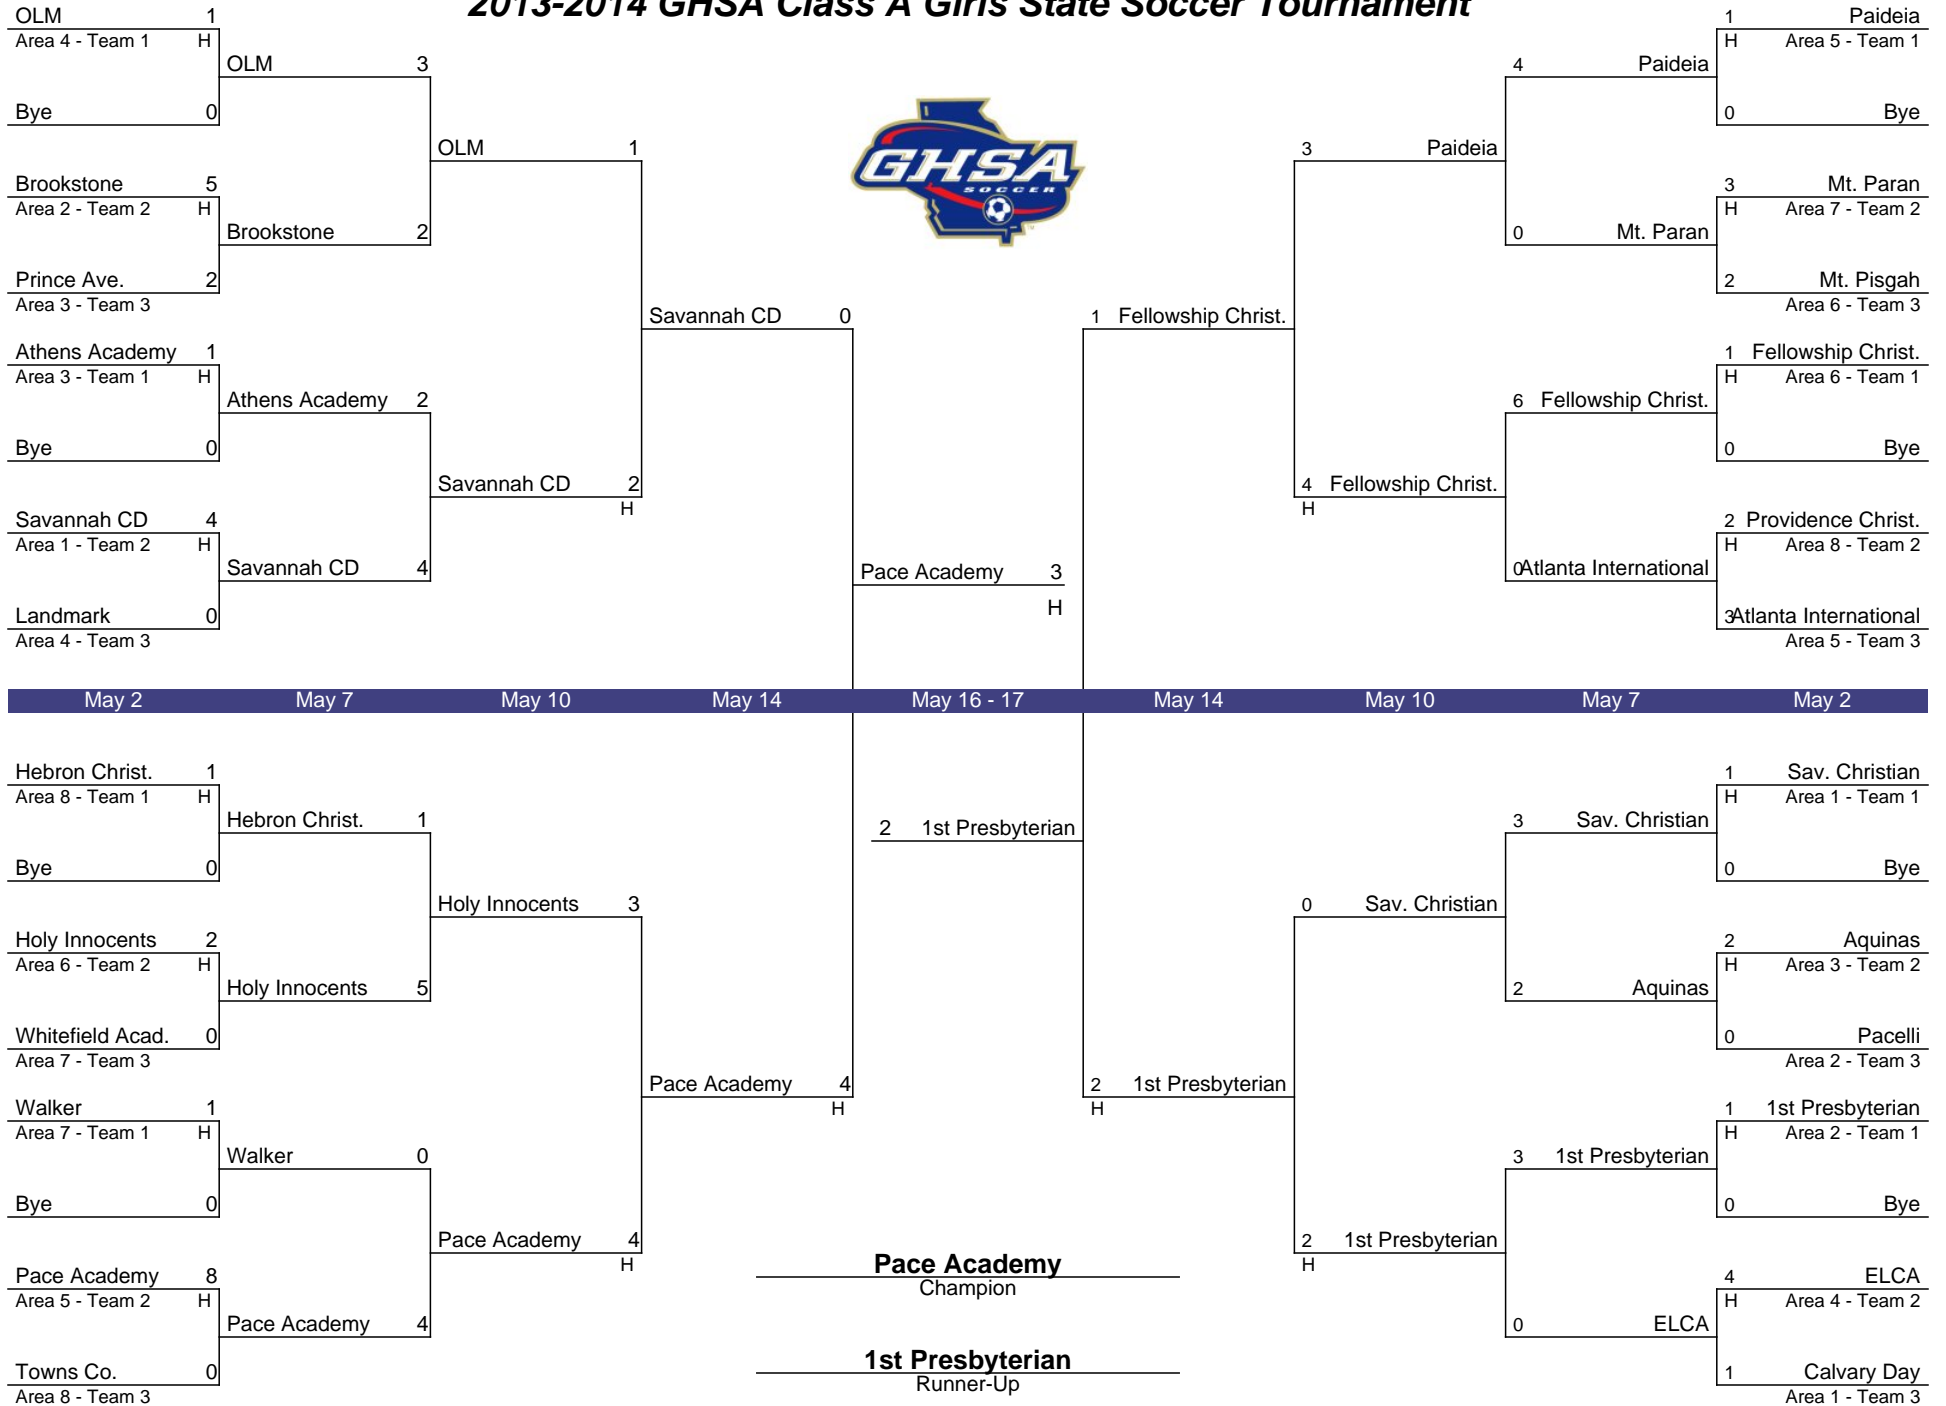 2013-2014 GHSA Class A Girls State Soccer Tournament
OLM 1
Area 4 - Team 1 H
OLM 3
Bye 0
OLM 1
Brookstone 5
Area 2 - Team 2 H
Brookstone 2
Prince Ave. 2
Area 3 - Team 3
Savannah CD 0
Athens Academy 1
Area 3 - Team 1 H
Athens Academy 2
Bye 0
Savannah CD 2
H
Savannah CD 4
Area 1 - Team 2 H
Savannah CD 4
Landmark 0
Area 4 - Team 3
GHSA
SOCCER
Pace Academy 3
H
1 Paideia
H Area 5 - Team 1
4 Paideia
0 Bye
3 Paideia
3 Mt. Paran
H Area 7 - Team 2
0 Mt. Paran
2 Mt. Pisgah
Area 6 - Team 3
1 Fellowship Christ.
1 Fellowship Christ.
H Area 6 - Team 1
6 Fellowship Christ.
0 Bye
4 Fellowship Christ.
H
2 Providence Christ.
H Area 8 - Team 2
0 Atlanta International
3 Atlanta International
Area 5 - Team 3
May 2 May 7 May 10 May 14 May 16 - 17 May 14 May 10 May 7 May 2
Hebron Christ. 1
Area 8 - Team 1 H
Hebron Christ. 1
Bye 0
Holy Innocents 3
Holy Innocents 2
Area 6 - Team 2 H
Holy Innocents 5
Whitefield Acad. 0
Area 7 - Team 3
Pace Academy 4
H
Walker 1
Area 7 - Team 1 H
Walker 0
Bye 0
Pace Academy 4
H
Pace Academy 8
Area 5 - Team 2 H
Pace Academy 4
Towns Co. 0
Area 8 - Team 3
2 1st Presbyterian
Pace Academy
Champion
1st Presbyterian
Runner-Up
1 Sav. Christian
H Area 1 - Team 1
3 Sav. Christian
0 Bye
0 Sav. Christian
2 Aquinas
H Area 3 - Team 2
2 Aquinas
0 Pacelli
Area 2 - Team 3
2 1st Presbyterian
H
1 1st Presbyterian
H Area 2 - Team 1
3 1st Presbyterian
0 Bye
2 1st Presbyterian
H
4 ELCA
H Area 4 - Team 2
0 ELCA
1 Calvary Day
Area 1 - Team 3